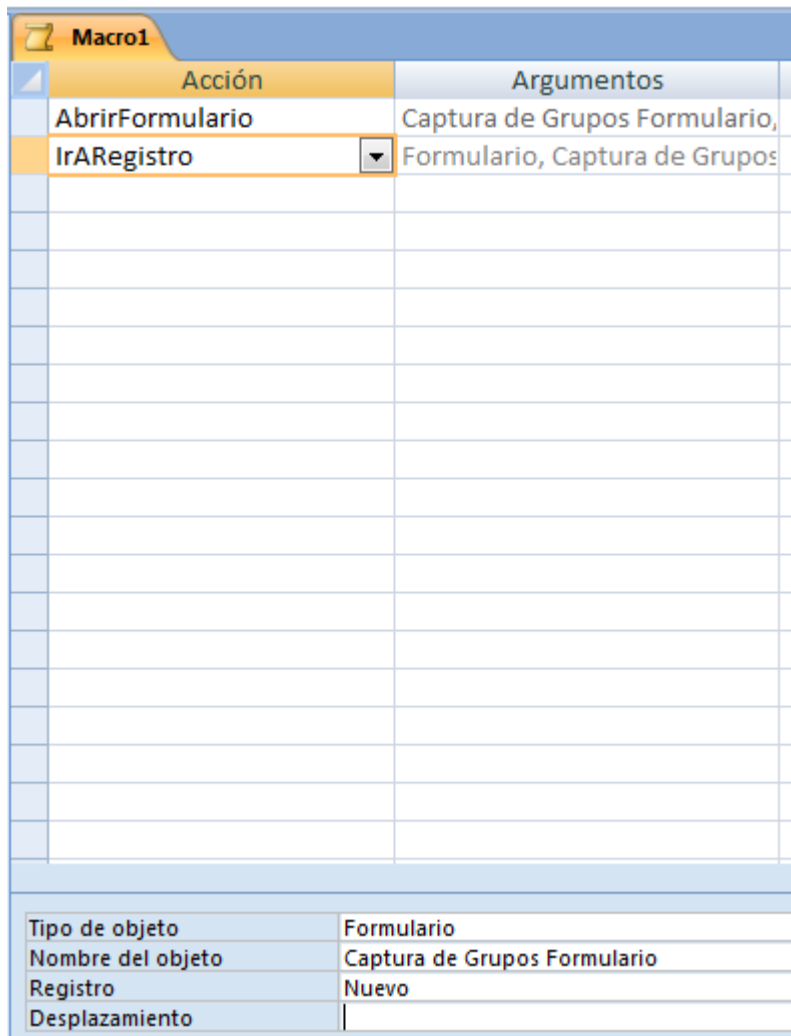 Macro1
Acción Argumentos
AbrirFormulario Captura de Grupos Formulario,
IrARegistro Formulario, Captura de Grupos
Tipo de objeto Formulario
Nombre del objeto Captura de Grupos Formulario
Registro Nuevo
Desplazamiento